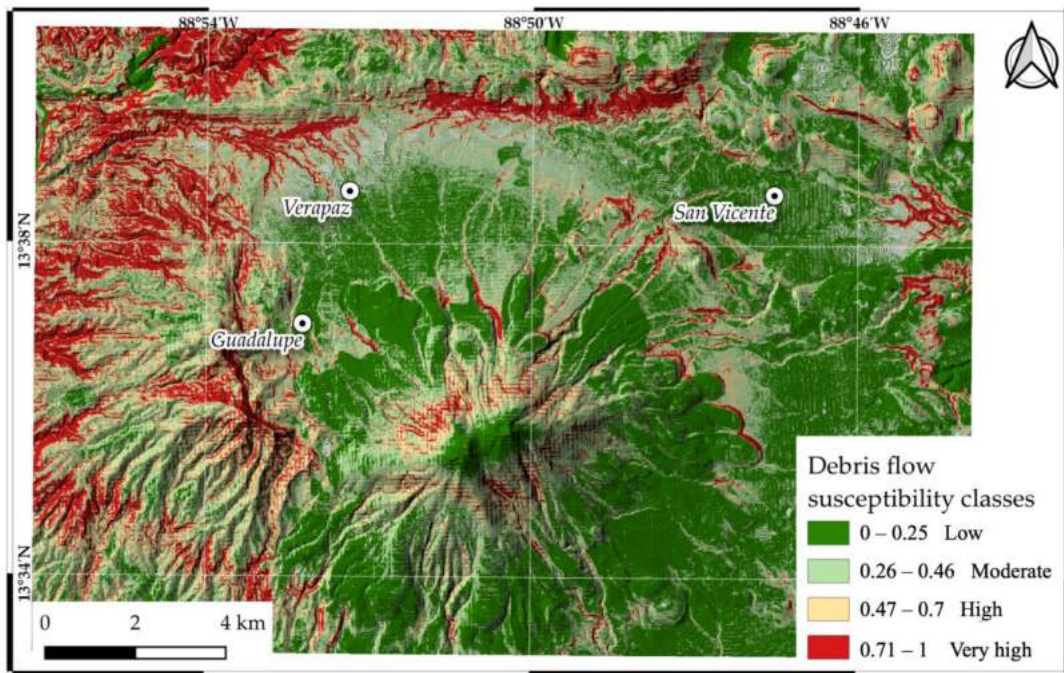 88°54′W
88°50′W
88°46′W
13°38′N
13°34′N
Verapaz
San Vicente
Guadalupe
0 2 4 km
Debris flow
susceptibility classes
0 – 0.25 Low
0.26 – 0.46 Moderate
0.47 – 0.7 High
0.71 – 1 Very high